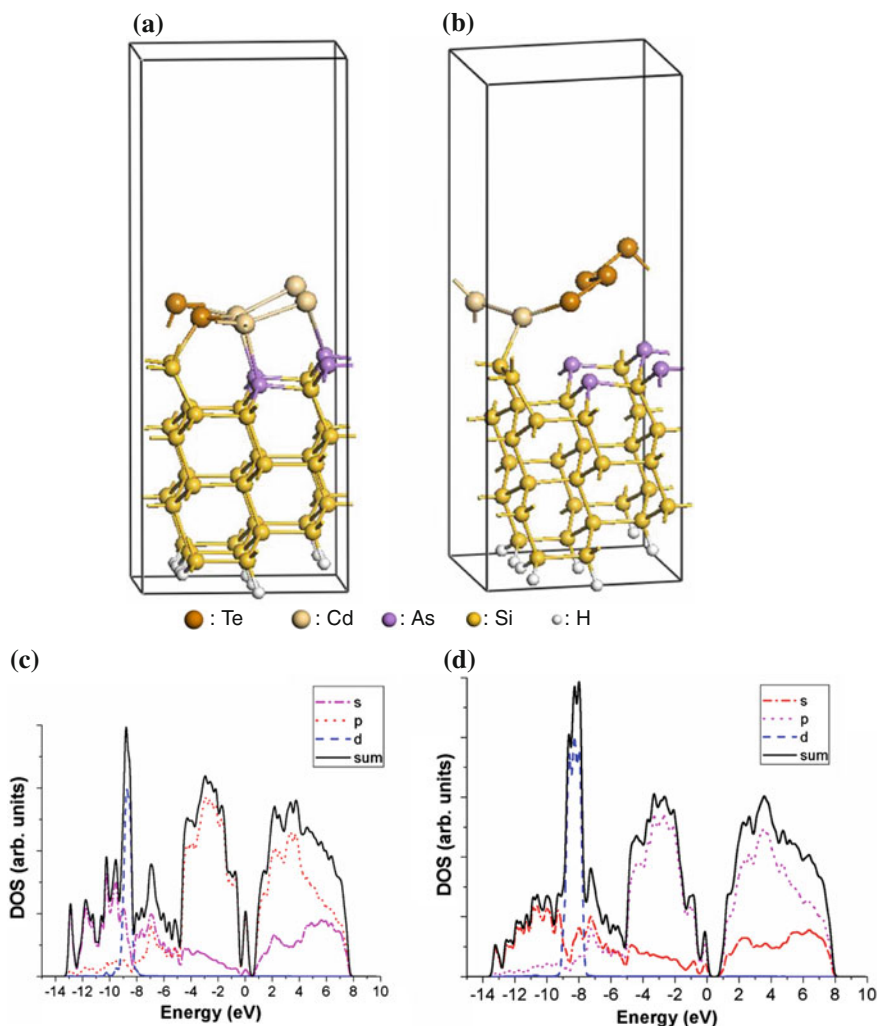 (a) (b)
: Te : Cd : As : Si : H
(c) (d)
s
p
d
sum
DOS (arb. units)
-14 -12 -10 -8 -6 -4 -2 0 2 4 6 8 10
Energy (eV)
s
p
d
sum
DOS (arb. units)
-14 -12 -10 -8 -6 -4 -2 0 2 4 6 8 10
Energy (eV)